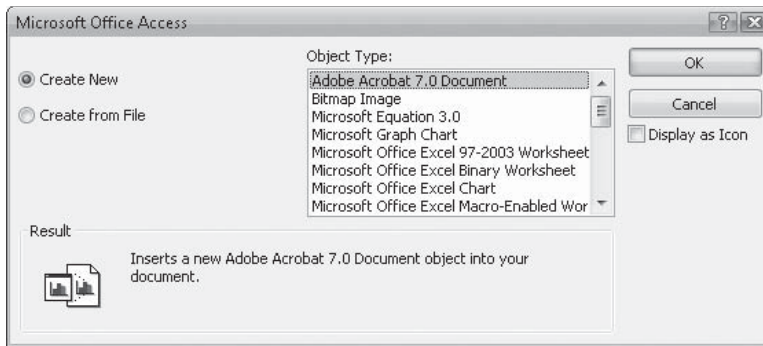 Microsoft Office Access
Create New
Create from File
Object Type:
Adobe Acrobat 7.0 Document
Bitmap Image
Microsoft Equation 3.0
Microsoft Graph Chart
Microsoft Office Excel 97-2003 Worksheet
Microsoft Office Excel Binary Worksheet
Microsoft Office Excel Chart
Microsoft Office Excel Macro-Enabled Wor
OK
Cancel
Display as Icon
Result
Inserts a new Adobe Acrobat 7.0 Document object into your
document.